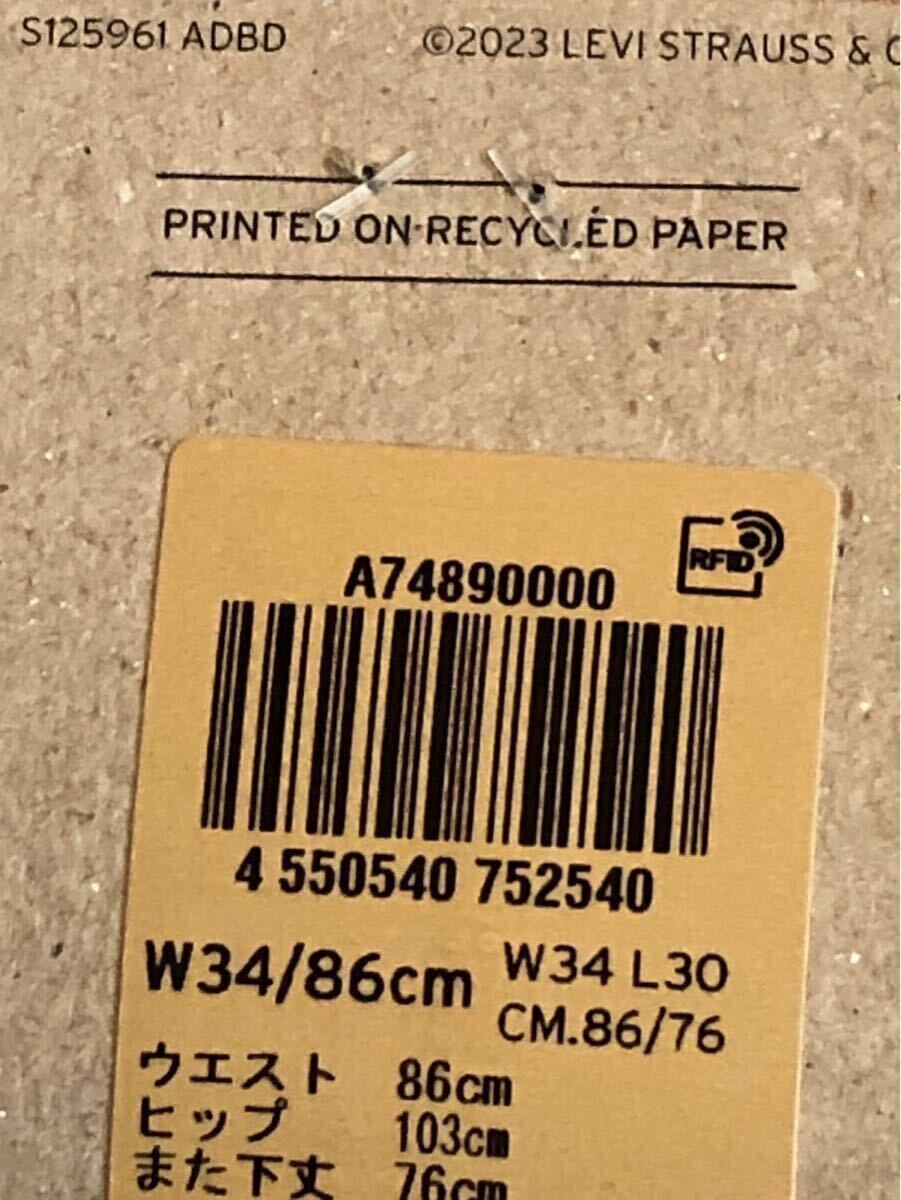 S125961 ADBD
©2023 LEVI STRAUSS & C
PRINTED ON RECYCLED PAPER
RFID
A74890000
4 550540 752540
W34/86cm
W34 L30
CM.86/76
ウエスト 86cm
ヒップ 103cm
また下丈 76cm